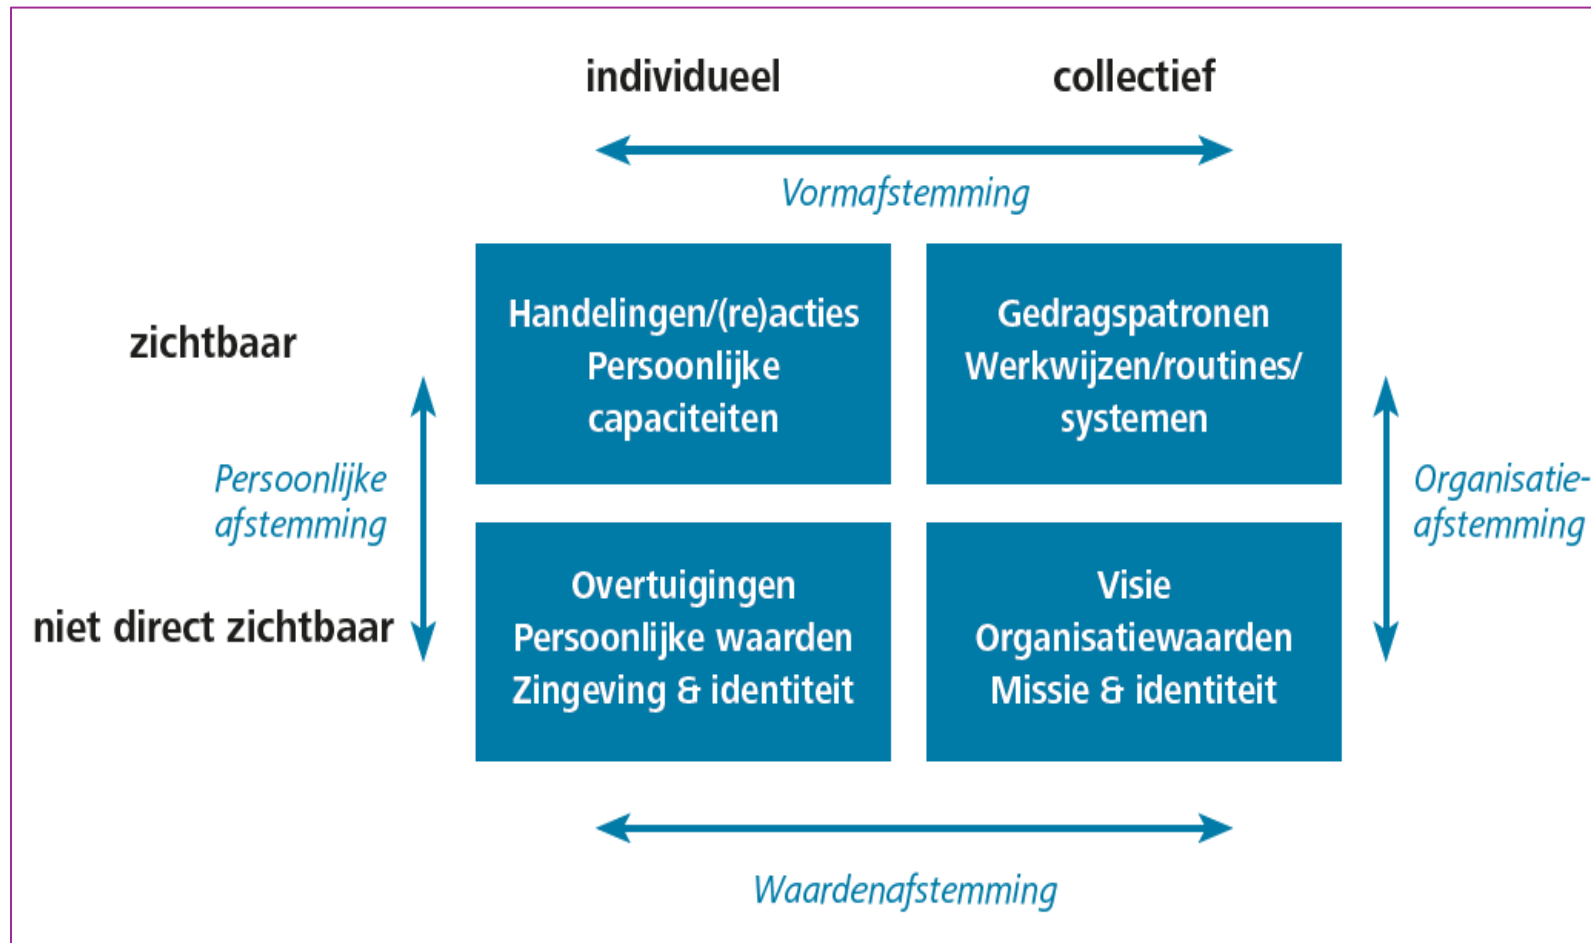 individueel
collectief
Vormafstemming
zichtbaar
Handelingen/(re)acties
Persoonlijke
capaciteiten
Gedragspatronen
Werkwijzen/routines/
systemen
Persoonlijke
afstemming
Organisatie-
afstemming
niet direct zichtbaar
Overtuigingen
Persoonlijke waarden
Zingeving & identiteit
Visie
Organisatiewaarden
Missie & identiteit
Waardenafstemming